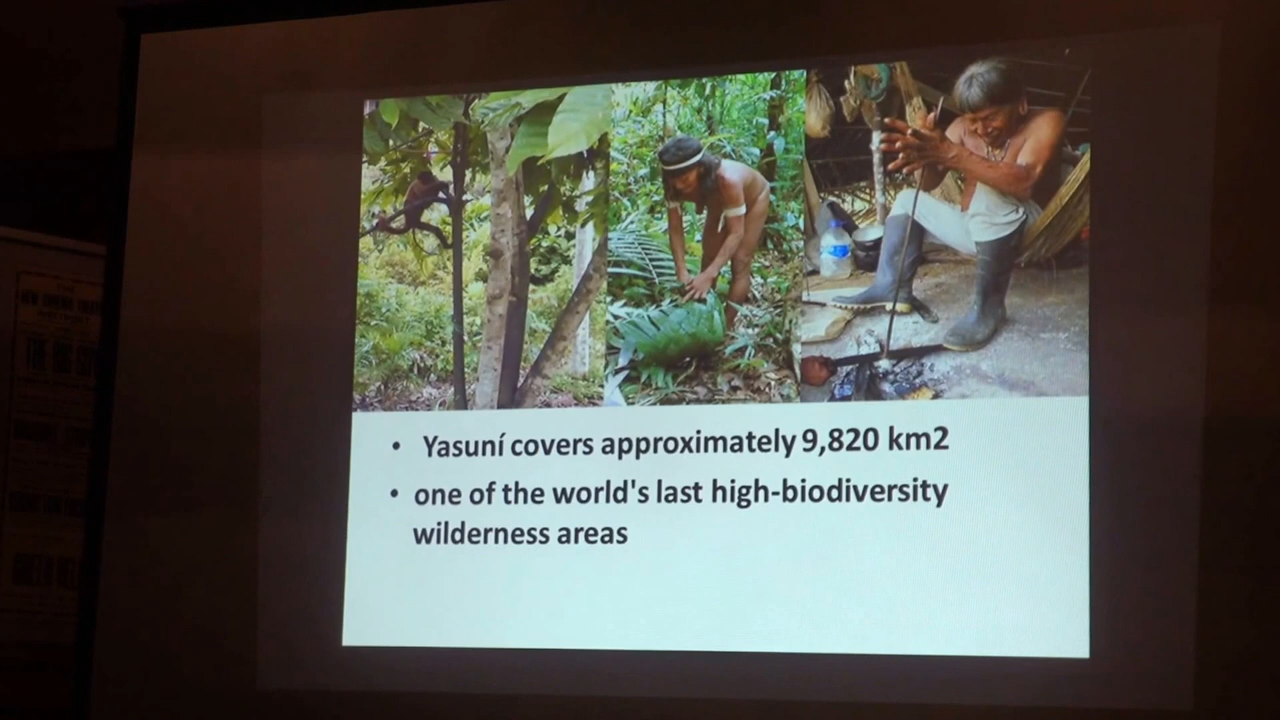 • Yasuní covers approximately 9,820 km2
• one of the world's last high-biodiversity
wilderness areas